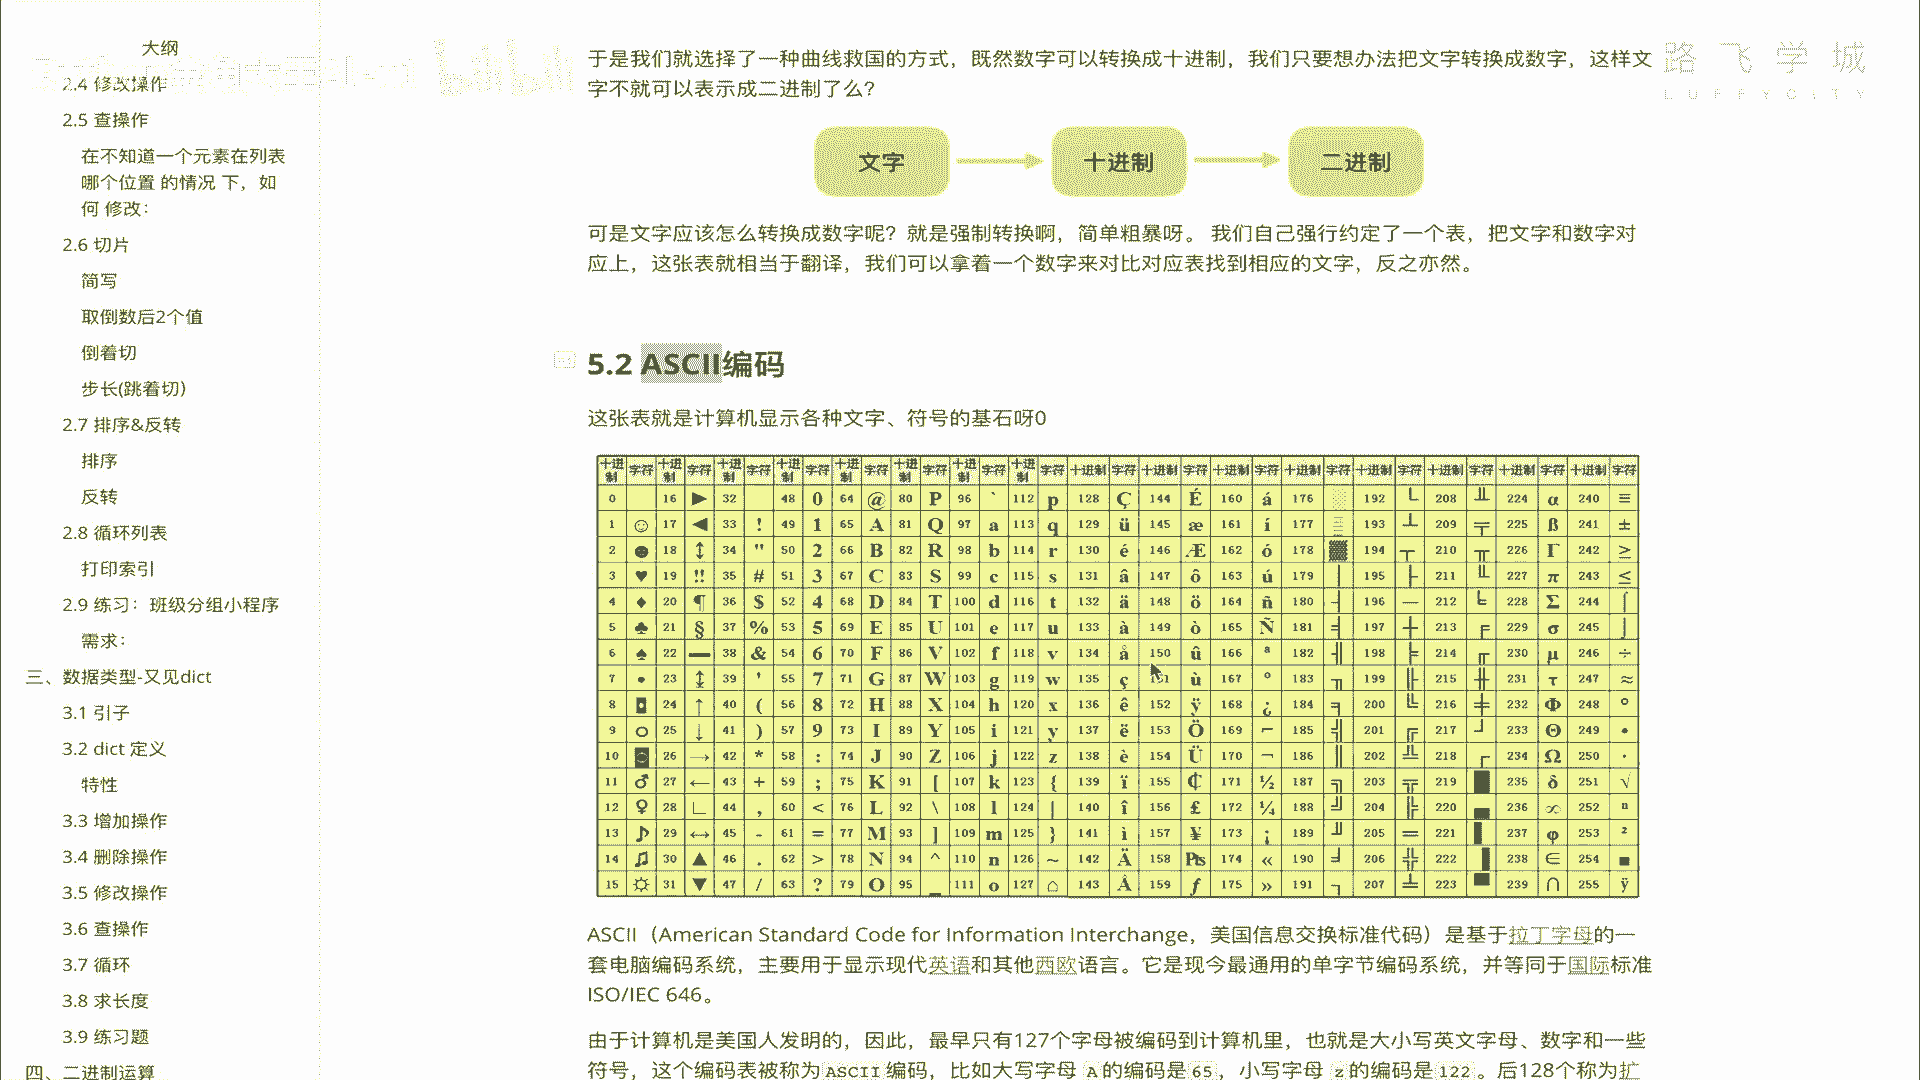 大纲
2.4 修改操作
2.5 查操作
在不知道一个元素在列表
哪个位置 的情况 下，如
何 修改：
2.6 切片
简写
取倒数后2个值
倒着切
步长(跳着切)
2.7 排序&反转
排序
反转
2.8 循环列表
打印索引
2.9 练习：班级分组小程序
需求：
三、数据类型-又见dict
3.1 引子
3.2 dict 定义
特性
3.3 增加操作
3.4 删除操作
3.5 修改操作
3.6 查操作
3.7 循环
3.8 求长度
3.9 练习题
四、二进制运算
于是我们就选择了一种曲线救国的方式，既然数字可以转换成十进制，我们只要想办法把文字转换成数字，这样文
字不就可以表示成二进制了么？
路飞学城
LUFFYCITY
文字 十进制 二进制
可是文字应该怎么转换成数字呢？就是强制转换啊，简单粗暴呀。 我们自己强行约定了一个表，把文字和数字对
应上，这张表就相当于翻译，我们可以拿着一个数字来对比对应表找到相应的文字，反之亦然。
5.2 ASCII编码
这张表就是计算机显示各种文字、符号的基石呀0
十进制 字符 十进制 字符 十进制 字符 十进制 字符 十进制 字符 十进制 字符 十进制 字符 十进制 字符 十进制 字符 十进制 字符 十进制 字符 十进制 字符 十进制 字符 十进制 字符 十进制 字符 十进制 字符
0 16 ► 32 48 0 64 @ 80 P 96 ` 112 p 128 Ç 144 É 160 á 176 ░ 192 └ 208 ╨ 224 α 240 ≡
1 ☺ 17 ◄ 33 ! 49 1 65 A 81 Q 97 a 113 q 129 ü 145 æ 161 í 177 ▒ 193 ┴ 209 ╤ 225 ß 241 ±
2 ☻ 18 ↕ 34 " 50 2 66 B 82 R 98 b 114 r 130 é 146 Æ 162 ó 178 ▓ 194 ┬ 210 ╥ 226 Γ 242 ≥
3 ♥ 19 ‼ 35 # 51 3 67 C 83 S 99 c 115 s 131 â 147 ô 163 ú 179 │ 195 ├ 211 ╙ 227 π 243 ≤
4 ♦ 20 ¶ 36 $ 52 4 68 D 84 T 100 d 116 t 132 ä 148 ö 164 ñ 180 ┤ 196 ─ 212 ╘ 228 Σ 244 ⌠
5 ♣ 21 § 37 % 53 5 69 E 85 U 101 e 117 u 133 à 149 ò 165 Ñ 181 ╡ 197 ┼ 213 ╒ 229 σ 245 ⌡
6 ♠ 22 ▬ 38 & 54 6 70 F 86 V 102 f 118 v 134 å 150 û 166 ª 182 ╢ 198 ╞ 214 ╓ 230 µ 246 ÷
7 • 23 ↨ 39 ' 55 7 71 G 87 W 103 g 119 w 135 ç 151 ù 167 º 183 ╖ 199 ╟ 215 ╫ 231 τ 247 ≈
8 ◘ 24 ↑ 40 ( 56 8 72 H 88 X 104 h 120 x 136 ê 152 ÿ 168 ¿ 184 ╕ 200 ╚ 216 ╪ 232 Φ 248 °
9 ○ 25 ↓ 41 ) 57 9 73 I 89 Y 105 i 121 y 137 ë 153 Ö 169 ⌐ 185 ╣ 201 ╔ 217 ┘ 233 Θ 249 •
10 ◙ 26 → 42 * 58 : 74 J 90 Z 106 j 122 z 138 è 154 Ü 170 ¬ 186 ║ 202 ╩ 218 ┌ 234 Ω 250 ·
11 ♂ 27 ← 43 + 59 ; 75 K 91 [ 107 k 123 { 139 ï 155 ¢ 171 ½ 187 ╗ 203 ╦ 219 █ 235 δ 251 √
12 ♀ 28 ∟ 44 , 60 < 76 L 92 \ 108 l 124 | 140 î 156 £ 172 ¼ 188 ╝ 204 ╠ 220 ▄ 236 ∞ 252 ⁿ
13 ♪ 29 ↔ 45 - 61 = 77 M 93 ] 109 m 125 } 141 ì 157 ¥ 173 ¡ 189 ╜ 205 ═ 221 ▌ 237 φ 253 ²
14 ♫ 30 ▲ 46 . 62 > 78 N 94 ^ 110 n 126 ~ 142 Ä 158 ₧ 174 « 190 ╛ 206 ╬ 222 ▐ 238 ∈ 254 ■
15 ☼ 31 ▼ 47 / 63 ? 79 O 95 _ 111 o 127 ⌂ 143 Â 159 ƒ 175 » 191 ┐ 207 ╧ 223 ▀ 239 ∩ 255 ÿ
ASCII（American Standard Code for Information Interchange，美国信息交换标准代码）是基于拉丁字母的一
套电脑编码系统，主要用于显示现代英语和其他西欧语言。它是现今最通用的单字节编码系统，并等同于国际标准
ISO/IEC 646。
由于计算机是美国人发明的，因此，最早只有127个字母被编码到计算机里，也就是大小写英文字母、数字和一些
符号，这个编码表被称为 ASCII 编码，比如大写字母 A 的编码是 65 ，小写字母 z 的编码是 122 。后128个称为扩